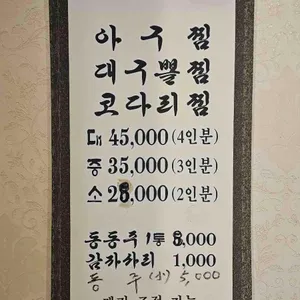 아구찜
대구뽈찜
코다리찜
대 45,000 (4인분)
중 35,000 (3인분)
소 28,000 (2인분)
동동주 1통 8,000
감자사리 1,000
동 주 (小) 5,000